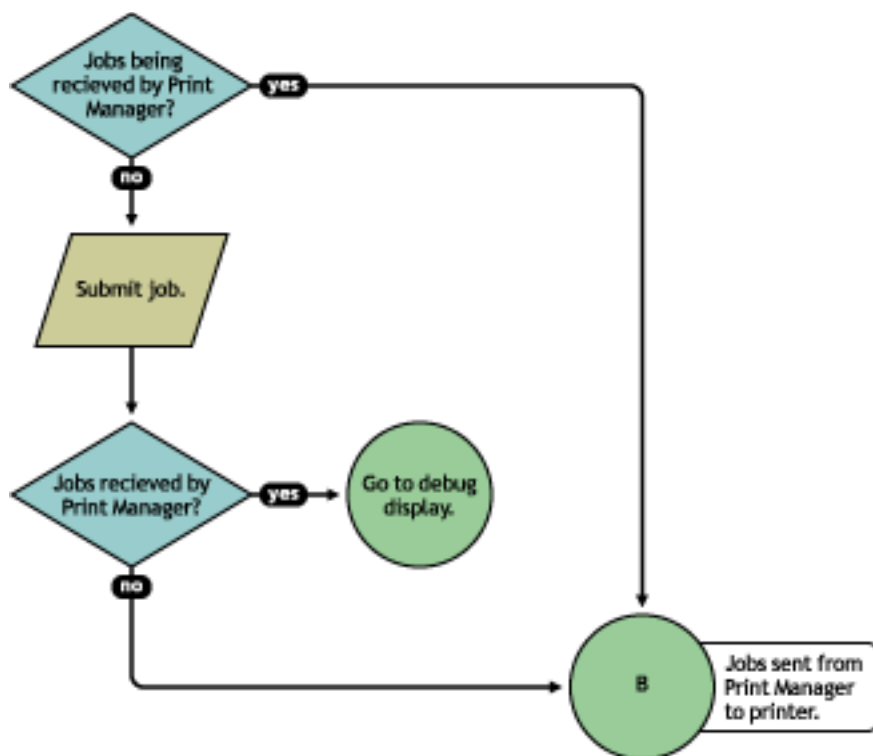 Jobs being
recieved by Print
Manager?
yes
no
Submit job.
Jobs recieved by
Print Manager?
yes
Go to debug
display.
no
B
Jobs sent from
Print Manager
to printer.